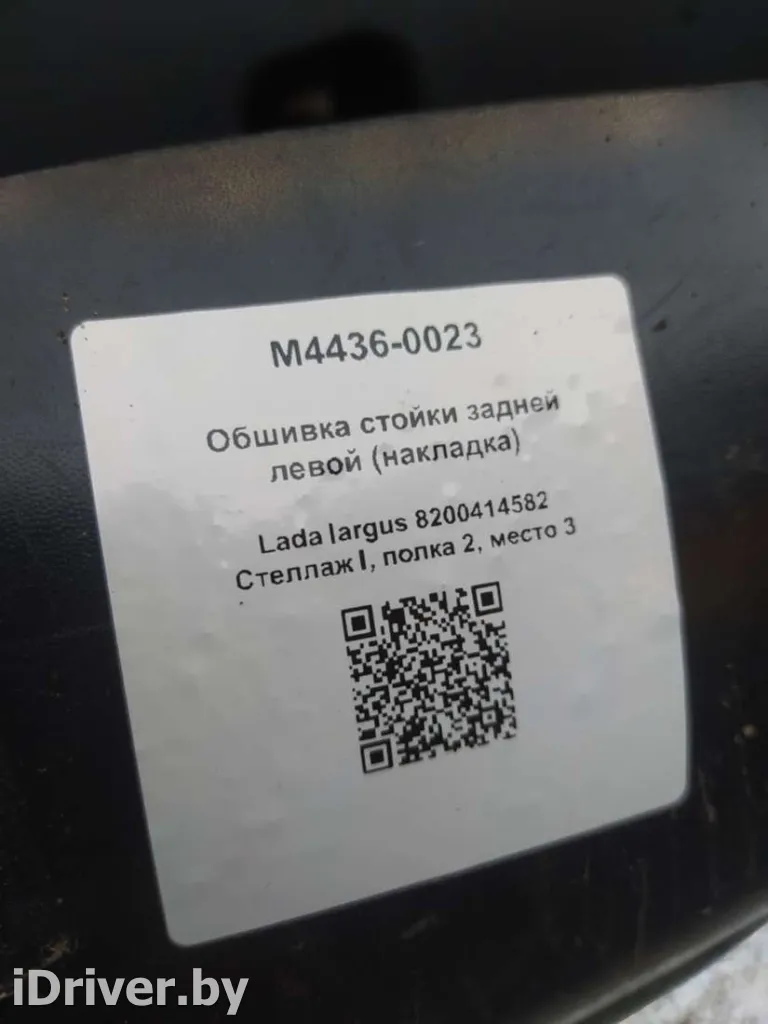 M4436-0023
Обшивка стойки задней
левой (накладка)
Lada largus 8200414582
Стеллаж I, полка 2, место 3
iDriver.by